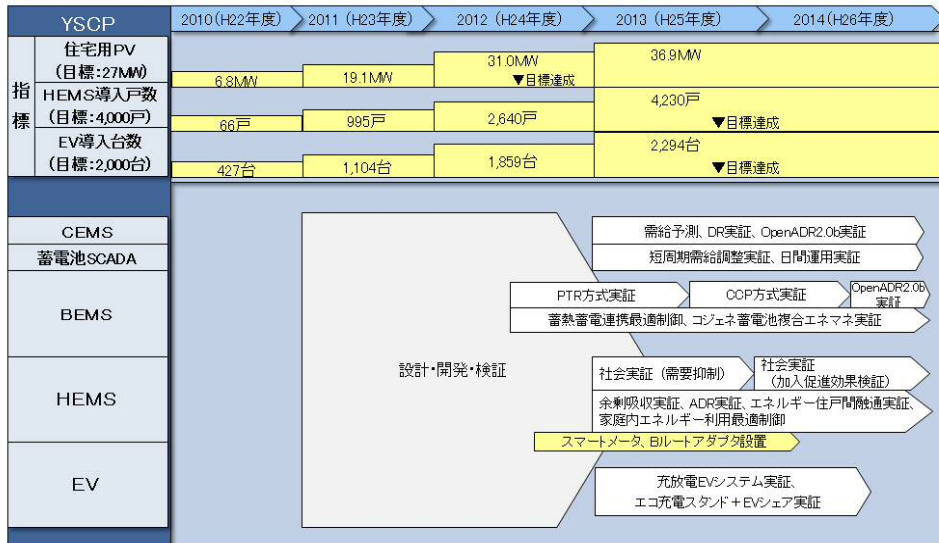 YSCP
2010(H22年度)
2011(H23年度)
2012(H24年度)
2013(H25年度)
2014(H26年度)
指標
住宅用PV
(目標:27MW)
6.8MW
19.1MW
31.0MW
▼目標達成
36.9MW
HEMS導入戸数
(目標:4,000戸)
66戸
995戸
2,640戸
4,230戸
▼目標達成
EV導入台数
(目標:2,000台)
427台
1,104台
1,859台
2,294台
▼目標達成
CEMS
需給予測、DR実証、OpenADR2.0b実証
蓄電池SCADA
短周期需給調整実証、日間運用実証
BEMS
PTR方式実証
CCP方式実証
OpenADR2.0b
実証
蓄熱蓄電連携最適制御、コジェネ蓄電池複合エネマネ実証
設計・開発・検証
HEMS
社会実証(需要抑制)
社会実証
(加入促進効果検証)
余剰吸収実証、ADR実証、エネルギー住戸間融通実証、
家庭内エネルギー利用最適制御
スマートメータ、Bルートアダプタ設置
EV
充放電EVシステム実証、
エコ充電スタンド+EVシェア実証